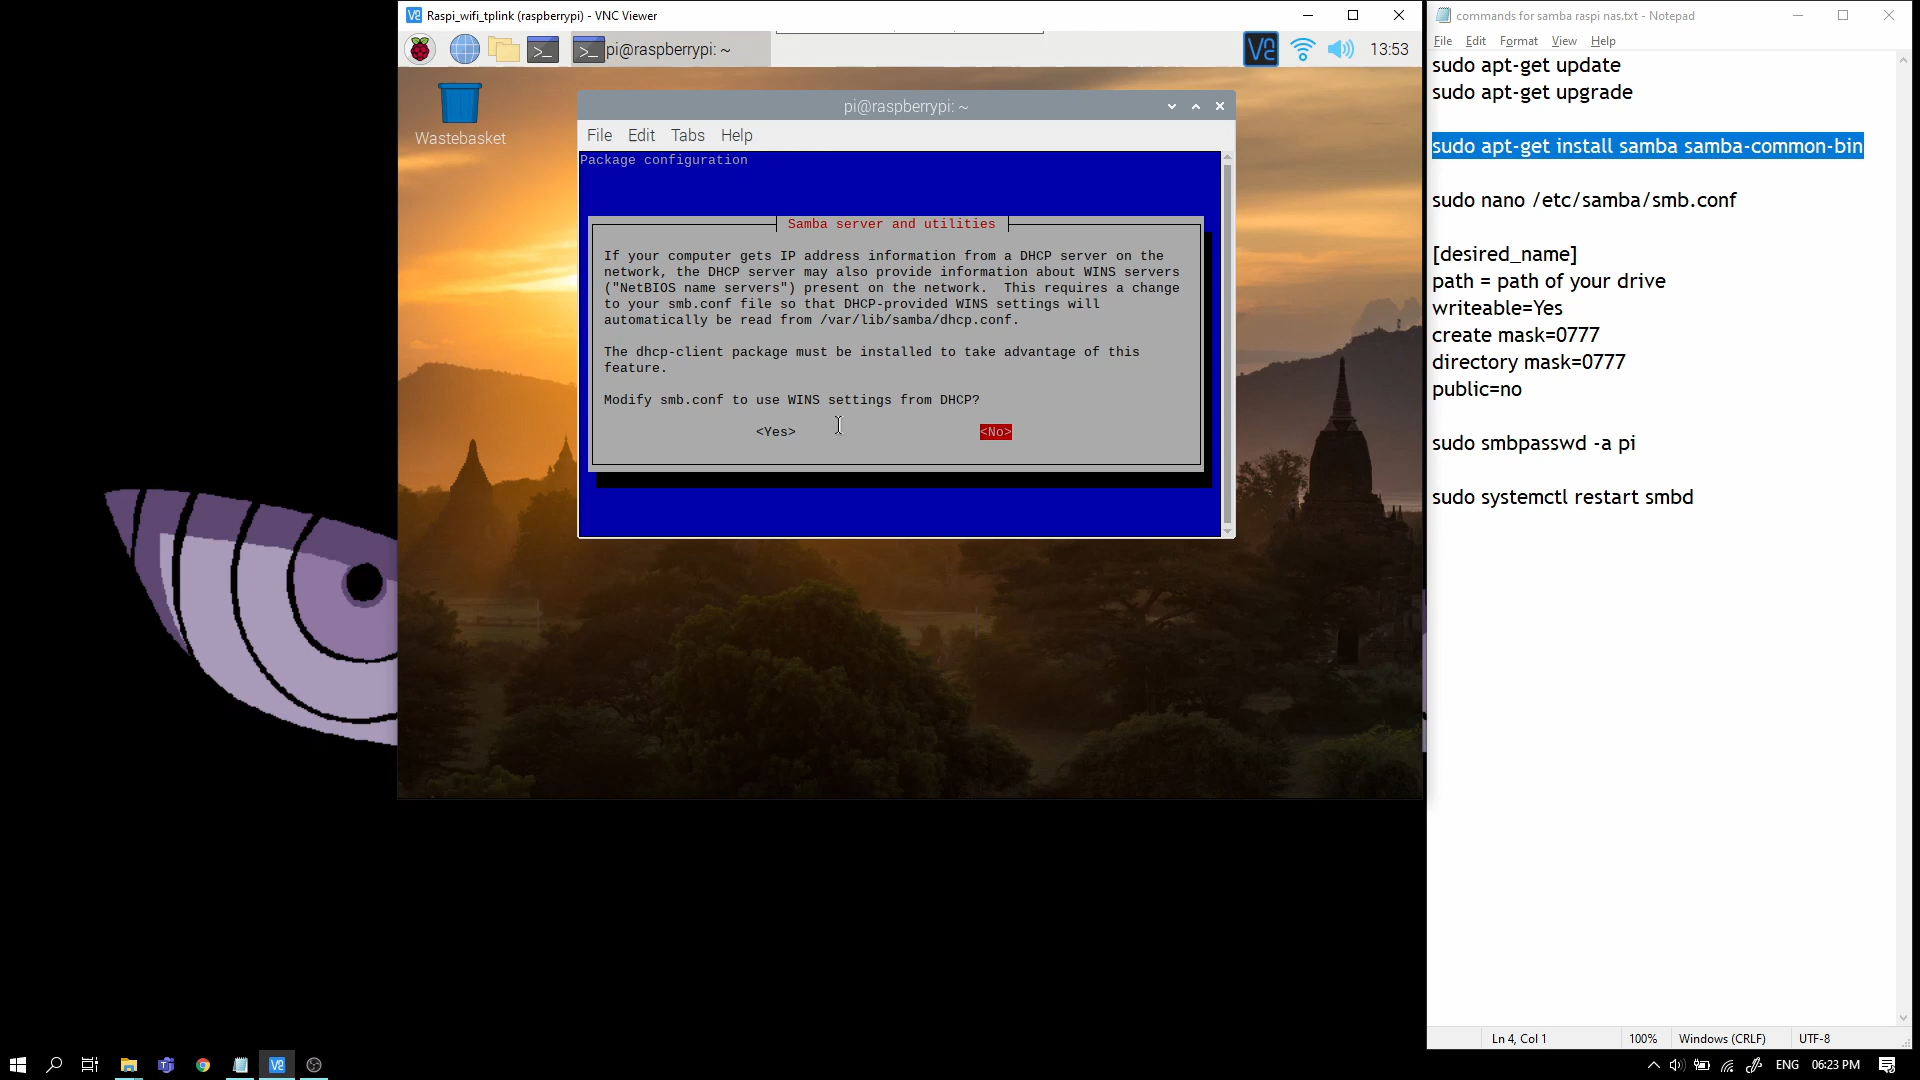 Raspi_wifi_tplink (raspberrypi) - VNC Viewer
pi@raspberrypi: ~
13:53
Wastebasket
pi@raspberrypi: ~
File Edit Tabs Help
Package configuration
Samba server and utilities
If your computer gets IP address information from a DHCP server on the
network, the DHCP server may also provide information about WINS servers
("NetBIOS name servers") present on the network.  This requires a change
to your smb.conf file so that DHCP-provided WINS settings will
automatically be read from /var/lib/samba/dhcp.conf.
The dhcp-client package must be installed to take advantage of this
feature.
Modify smb.conf to use WINS settings from DHCP?
<Yes> <No>
commands for samba raspi nas.txt - Notepad
File Edit Format View Help
sudo apt-get update
sudo apt-get upgrade
sudo apt-get install samba samba-common-bin
sudo nano /etc/samba/smb.conf
[desired_name]
path = path of your drive
writeable=Yes
create mask=0777
directory mask=0777
public=no
sudo smbpasswd -a pi
sudo systemctl restart smbd
Ln 4, Col 1 100% Windows (CRLF) UTF-8
ENG 06:23 PM